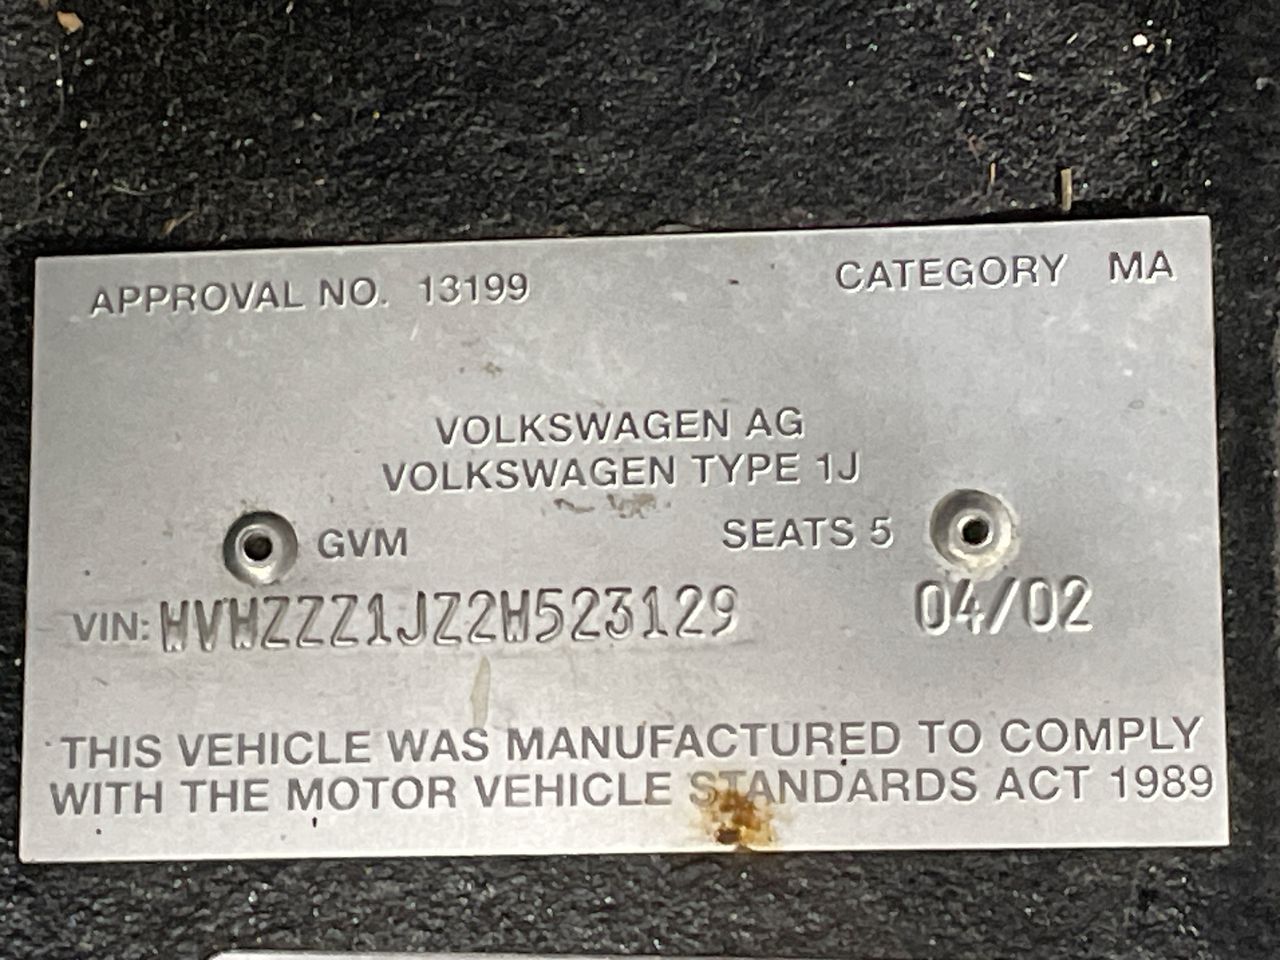 APPROVAL NO. 13199 CATEGORY MA
VOLKSWAGEN AG
VOLKSWAGEN TYPE 1J
GVM SEATS 5
VIN: WVWZZZ1JZ2W523129 04/02
THIS VEHICLE WAS MANUFACTURED TO COMPLY
WITH THE MOTOR VEHICLE STANDARDS ACT 1989